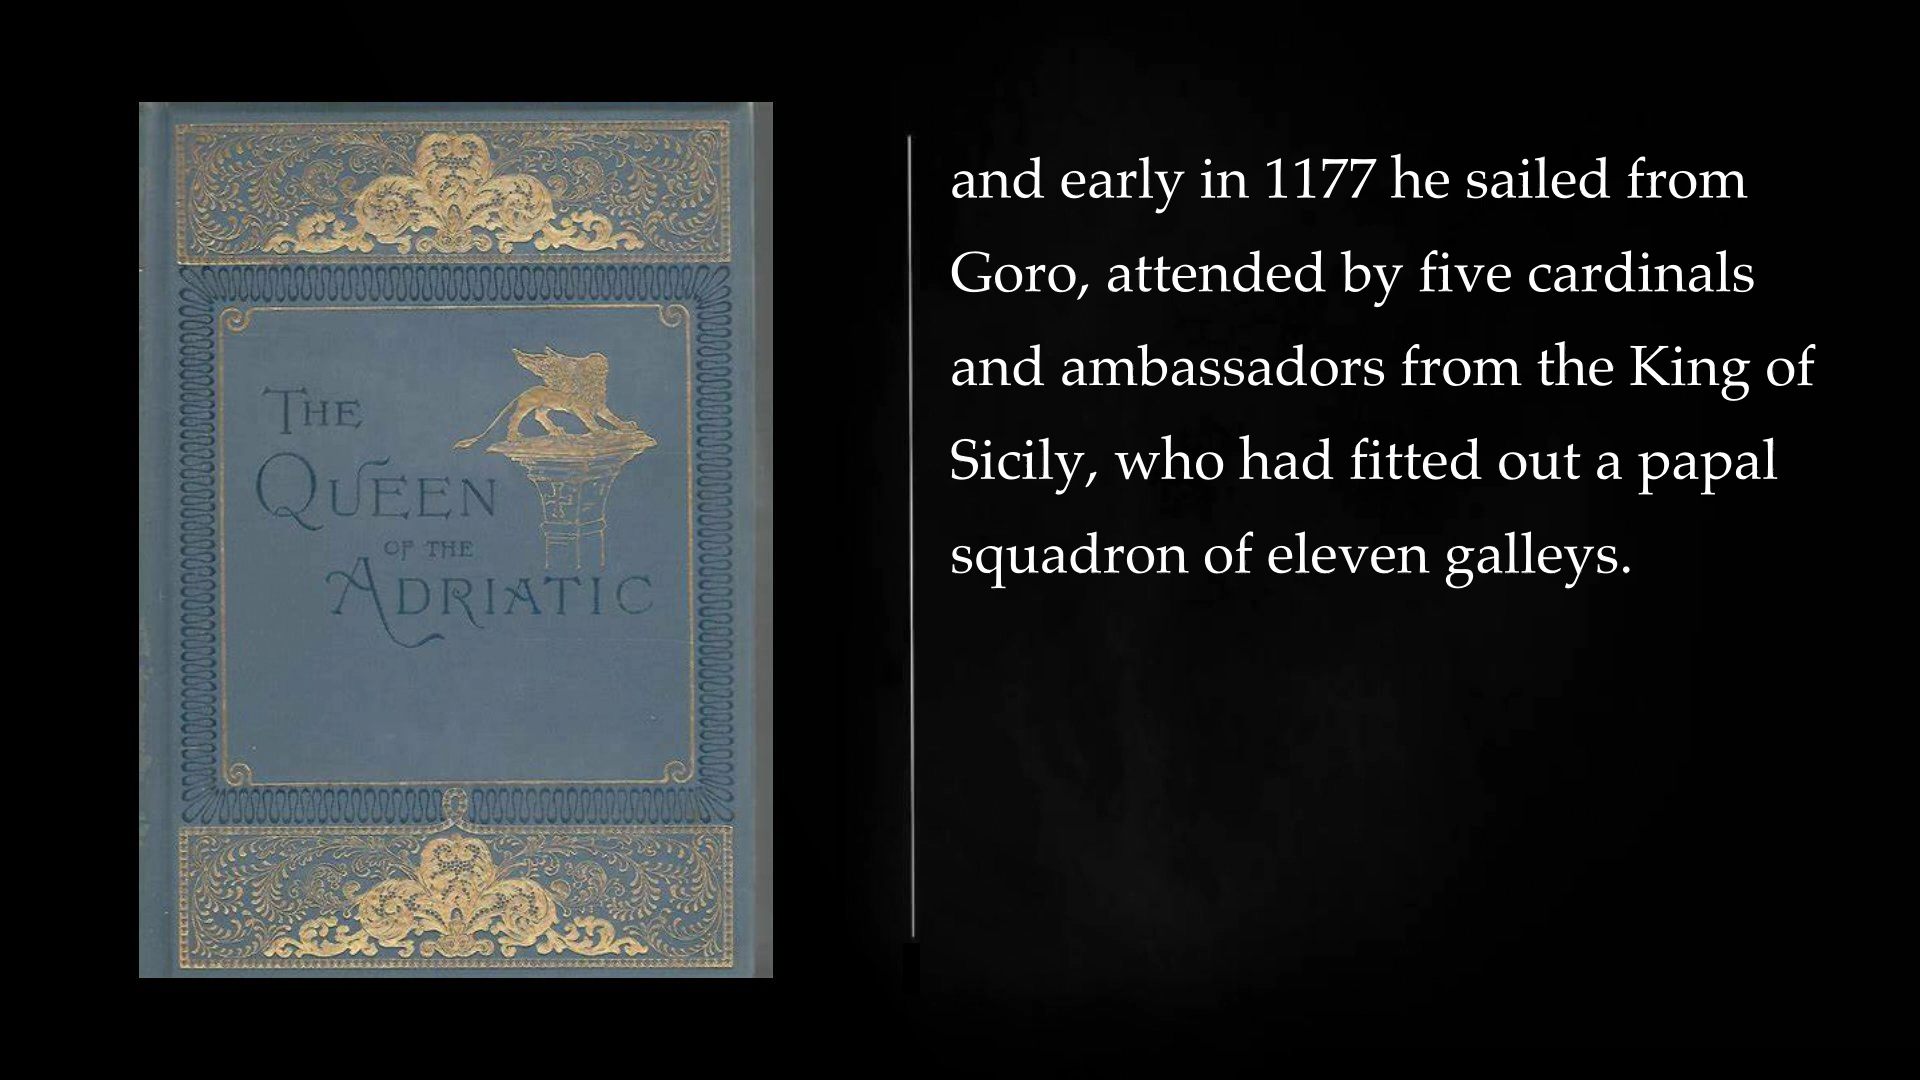 THE
QUEEN
OF THE
ADRIATIC
and early in 1177 he sailed from
Goro, attended by five cardinals
and ambassadors from the King of
Sicily, who had fitted out a papal
squadron of eleven galleys.